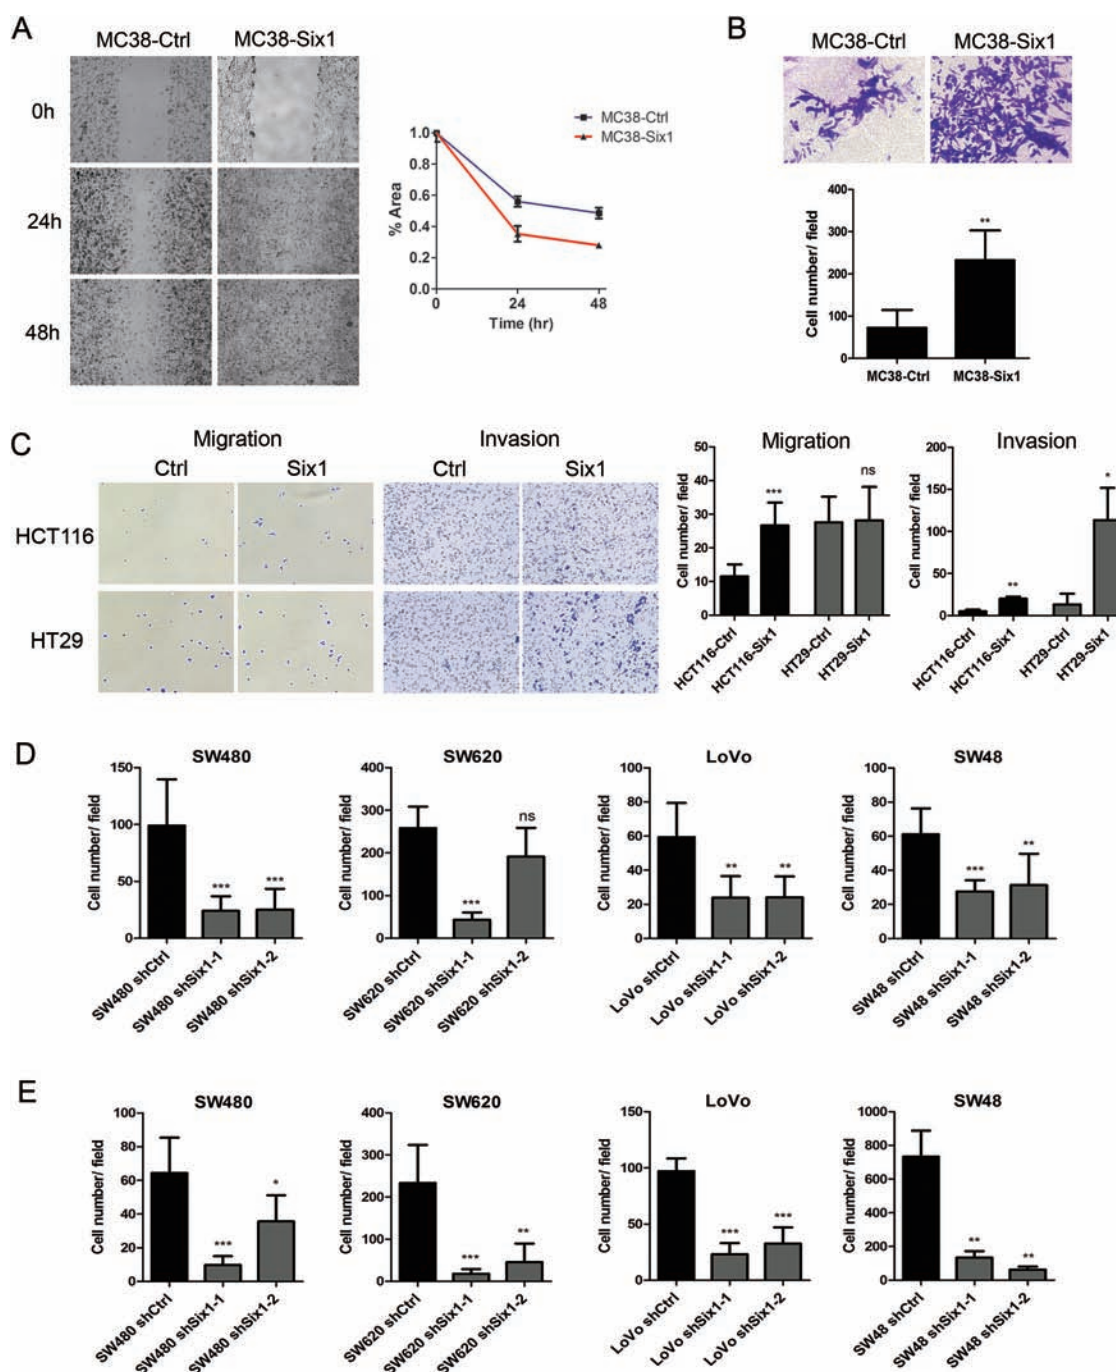 A
MC38-Ctrl MC38-Six1
0h
24h
48h
MC38-Ctrl
MC38-Six1
% Area
1.0
0.8
0.6
0.4
0.2
0.0
0 24 48
Time (hr)
B
MC38-Ctrl MC38-Six1
Cell number/ field
400
300
200
100
0
**
MC38-Ctrl MC38-Six1
C
Migration Invasion
Ctrl Six1 Ctrl Six1
HCT116
HT29
Migration
Cell number/ field
50
40
30
20
10
0
*** ns
HCT116-Ctrl HCT116-Six1 HT29-Ctrl HT29-Six1
Invasion
Cell number/ field
200
150
100
50
0
** *
HCT116-Ctrl HCT116-Six1 HT29-Ctrl HT29-Six1
D
SW480
Cell number/ field
150
100
50
0
*** ***
SW480 shCtrl SW480 shSix1-1 SW480 shSix1-2
SW620
Cell number/ field
400
300
200
100
0
*** ns
SW620 shCtrl SW620 shSix1-1 SW620 shSix1-2
LoVo
Cell number/ field
100
80
60
40
20
0
** **
LoVo shCtrl LoVo shSix1-1 LoVo shSix1-2
SW48
Cell number/ field
100
80
60
40
20
0
*** **
SW48 shCtrl SW48 shSix1-1 SW48 shSix1-2
E
SW480
Cell number/ field
100
80
60
40
20
0
*** *
SW480 shCtrl SW480 shSix1-1 SW480 shSix1-2
SW620
Cell number/ field
400
300
200
100
0
*** **
SW620 shCtrl SW620 shSix1-1 SW620 shSix1-2
LoVo
Cell number/ field
150
100
50
0
*** ***
LoVo shCtrl LoVo shSix1-1 LoVo shSix1-2
SW48
Cell number/ field
1000
800
600
400
200
0
** **
SW48 shCtrl SW48 shSix1-1 SW48 shSix1-2